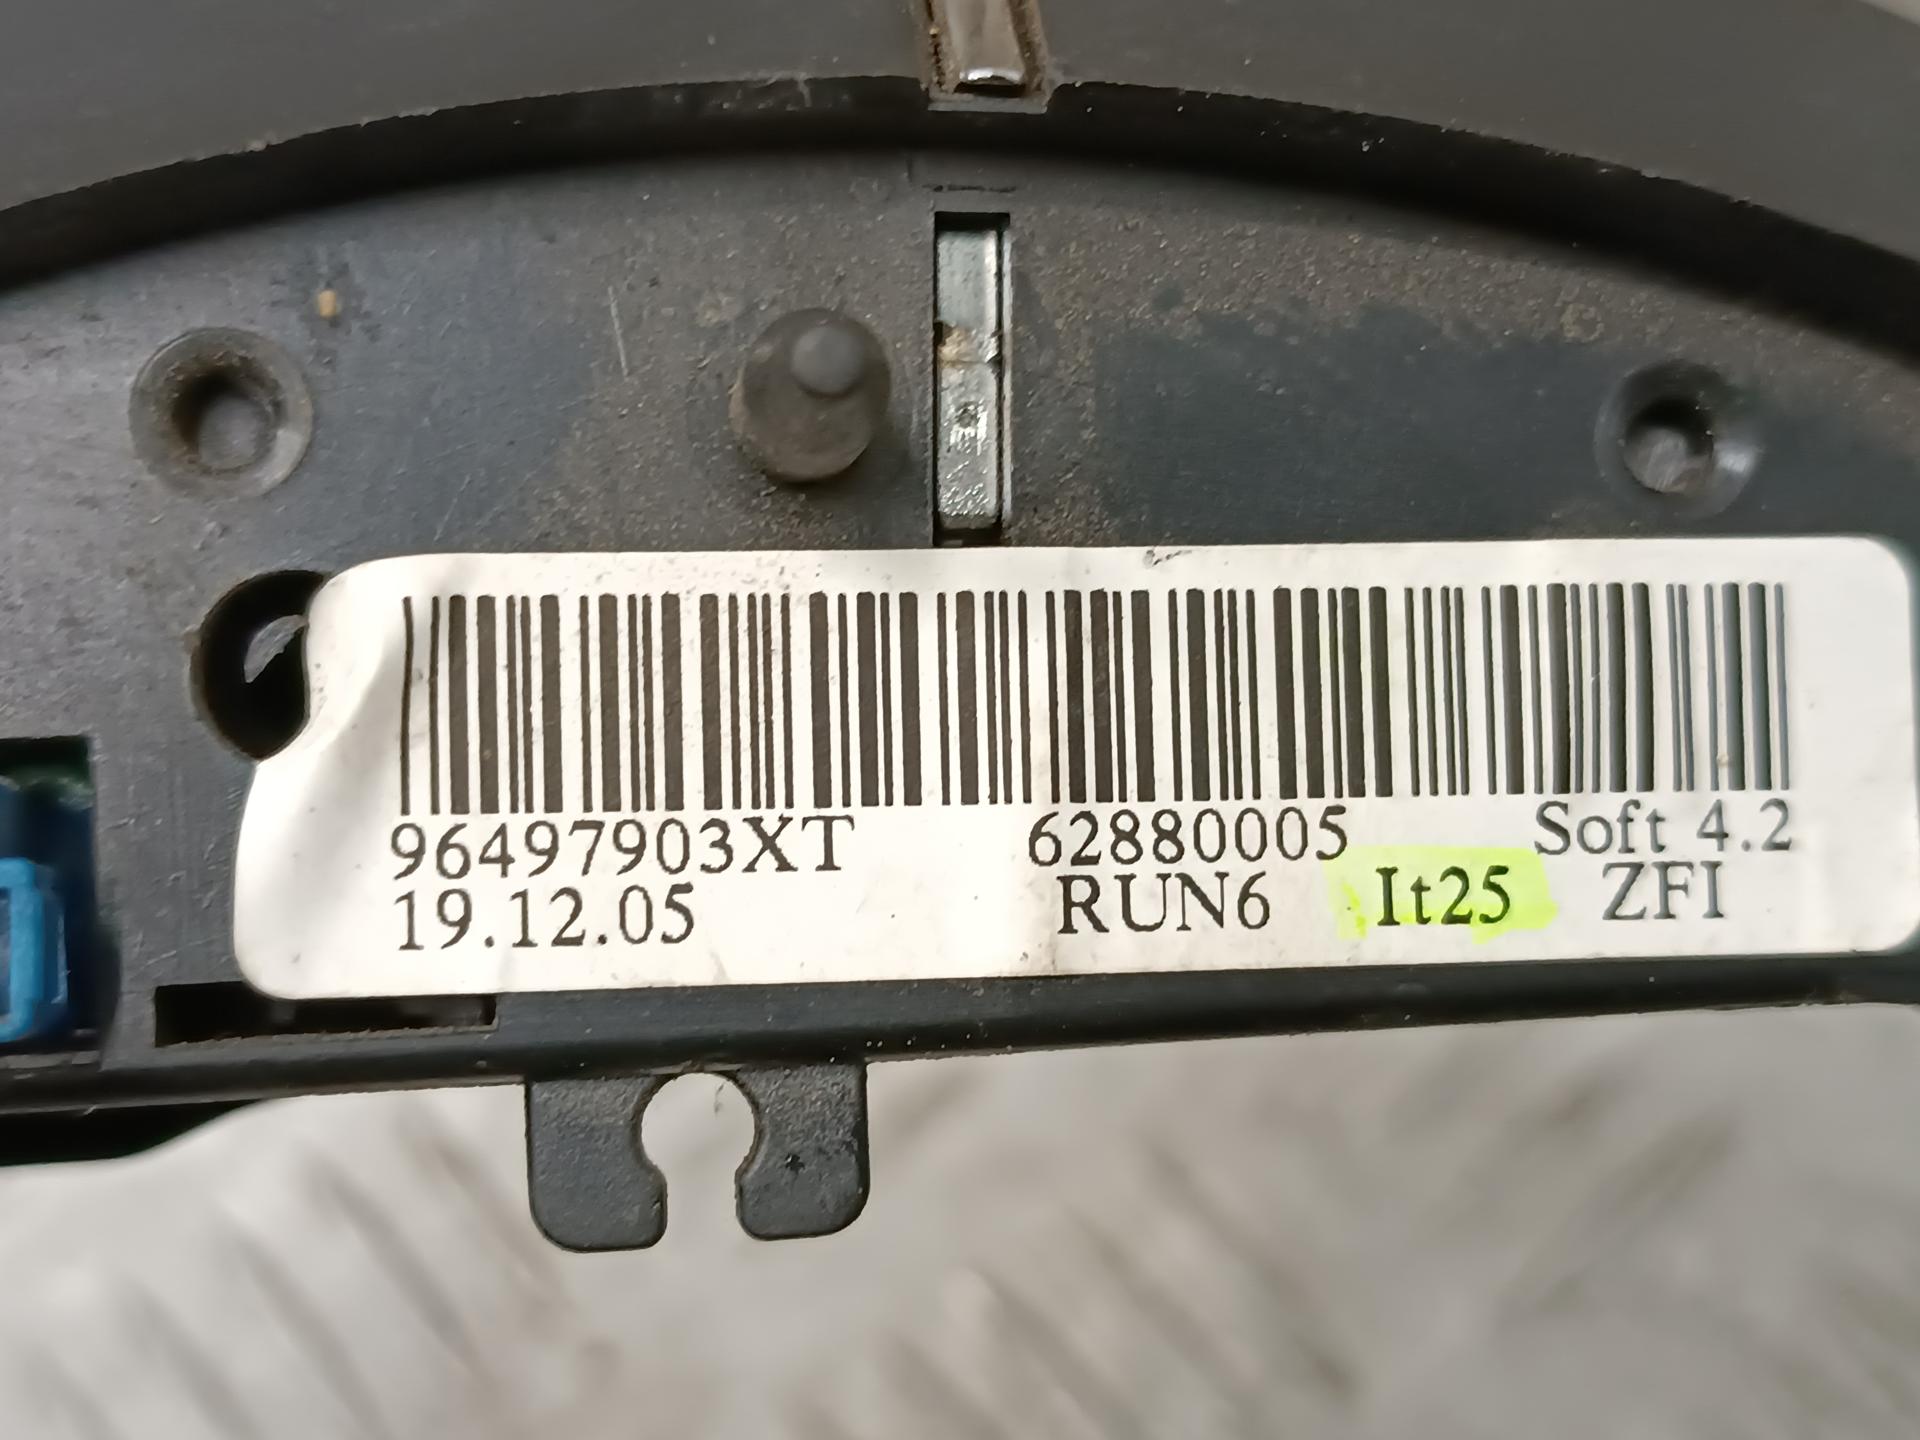 96497903XT 62880005 Soft 4.2
19.12.05 RUN6 It25 ZFI